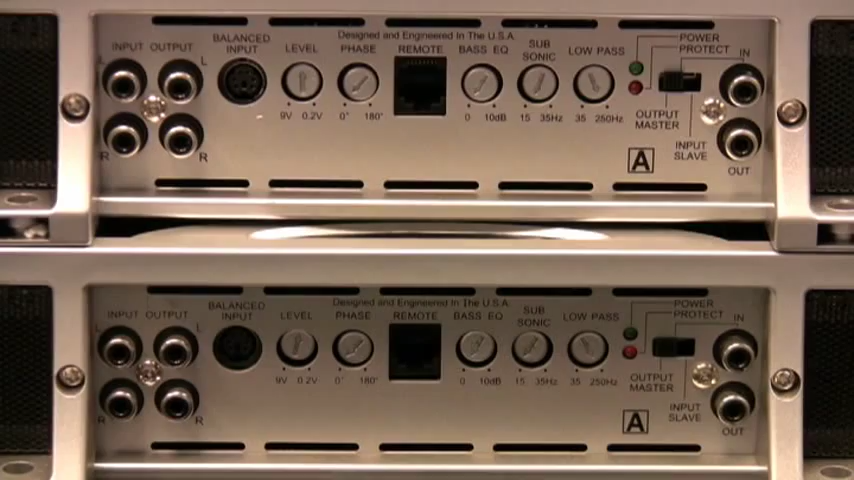 Designed and Engineered In The U.S.A.
INPUT OUTPUT BALANCED INPUT LEVEL PHASE REMOTE BASS EQ SUB SONIC LOW PASS POWER PROTECT IN
L L
9V 0.2V 0° 180° 0 10dB 15 35Hz 35 250Hz OUTPUT MASTER
R R A INPUT SLAVE OUT
Designed and Engineered In The U.S.A.
INPUT OUTPUT BALANCED INPUT LEVEL PHASE REMOTE BASS EQ SUB SONIC LOW PASS POWER PROTECT IN
L L
9V 0.2V 0° 180° 0 10dB 15 35Hz 35 250Hz OUTPUT MASTER
R R A INPUT SLAVE OUT